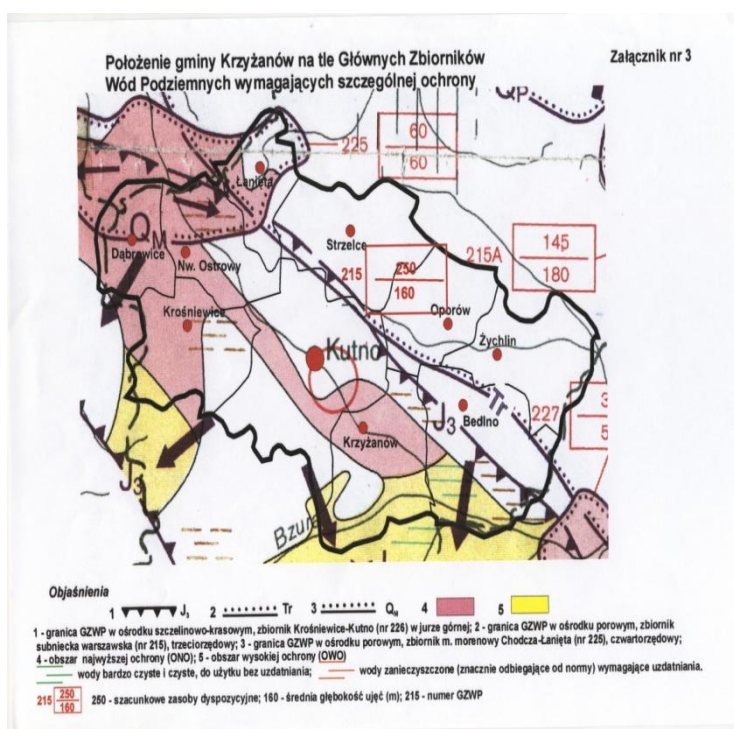 Położenie gminy Krzyżanów na tle Głównych Zbiorników
Wód Podziemnych wymagających szczególnej ochrony
Załącznik nr 3
QP
225
60
60
Łanięta
Q M
Dąbrowice
Nw. Ostrowy
Strzelce
215
250
160
215A
145
180
Krośniewice
Oporów
Żychlin
Kutno
Tr
227
3
5
J3
Bedlno
Krzyżanów
J3
Bzura
Objaśnienia
1 J3 2 Tr 3 QM 4 5
1 - granica GZWP w ośrodku szczelinowo-krasowym, zbiornik Krośniewice-Kutno (nr 226) w jurze górnej; 2 - granica GZWP w ośrodku porowym, zbiornik
subniecka warszawska (nr 215), trzeciorzędowy; 3 - granica GZWP w ośrodku porowym, zbiornik m. morenowy Chodcza-Łanięta (nr 225), czwartorzędowy;
4 - obszar najwyższej ochrony (ONO); 5 - obszar wysokiej ochrony (OWO)
wody bardzo czyste i czyste, do użytku bez uzdatniania; wody zanieczyszczone (znacznie odbiegające od normy) wymagające uzdatniania.
215 250 160 250 - szacunkowe zasoby dyspozycyjne; 160 - średnia głębokość ujęć (m); 215 - numer GZWP